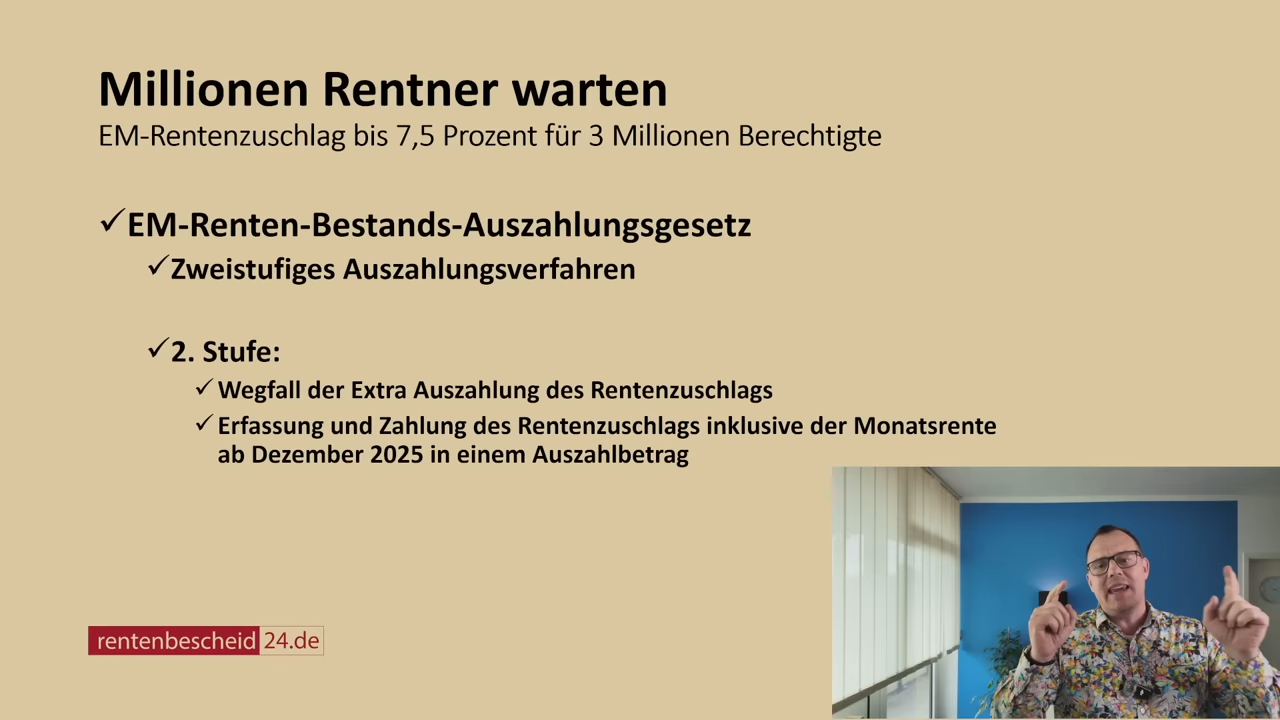 Millionen Rentner warten
EM-Rentenzuschlag bis 7,5 Prozent für 3 Millionen Berechtigte
✓EM-Renten-Bestands-Auszahlungsgesetz
✓Zweistufiges Auszahlungsverfahren
✓2. Stufe:
✓Wegfall der Extra Auszahlung des Rentenzuschlags
✓Erfassung und Zahlung des Rentenzuschlags inklusive der Monatsrente
ab Dezember 2025 in einem Auszahlbetrag
rentenbescheid 24.de